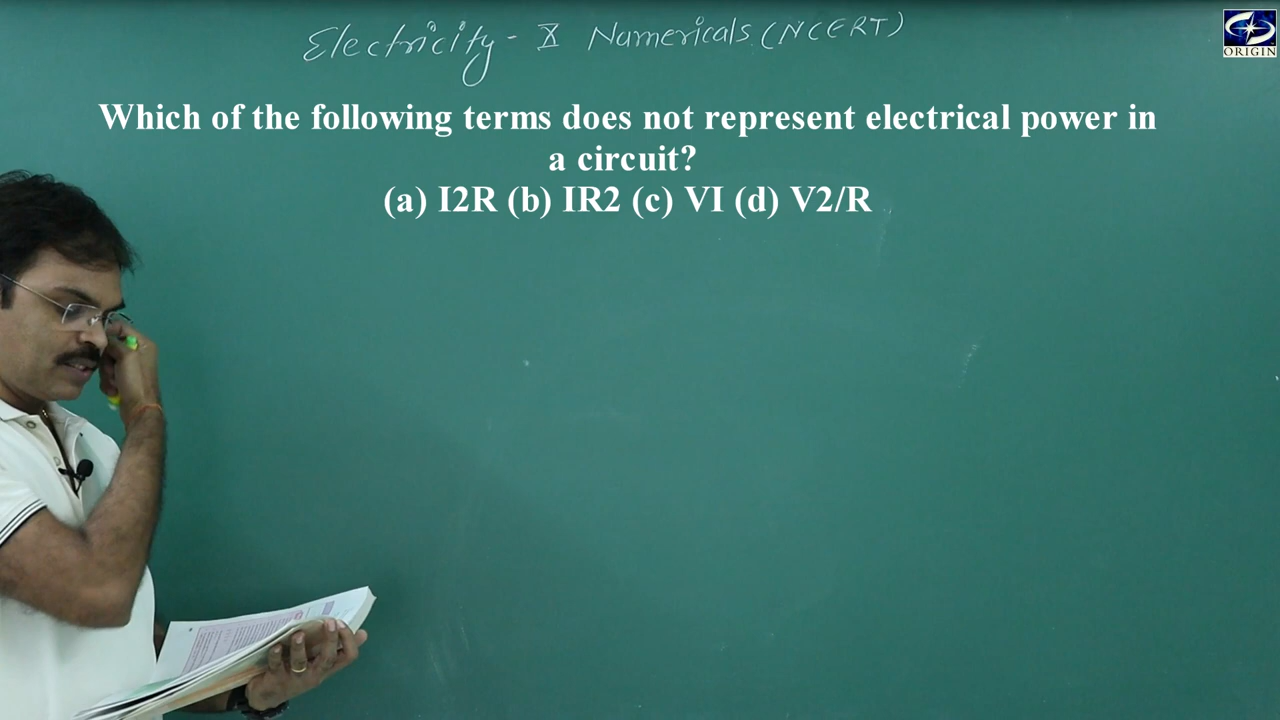 Electricity - X Numericals (NCERT)
ORIGIN
Which of the following terms does not represent electrical power in
a circuit?
(a) I2R (b) IR2 (c) VI (d) V2/R